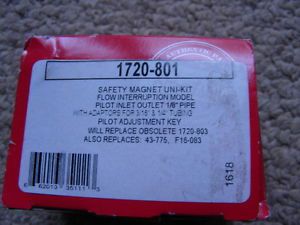 1720-801
SAFETY MAGNET UNI-KIT
FLOW INTERRUPTION MODEL
PILOT INLET OUTLET 1/8" PIPE
WITH ADAPTORS FOR 3/16" & 1/4" TUBING
PILOT ADJUSTMENT KEY
WILL REPLACE OBSOLETE 1720-803
ALSO REPLACES: 43-775, F16-083
1618